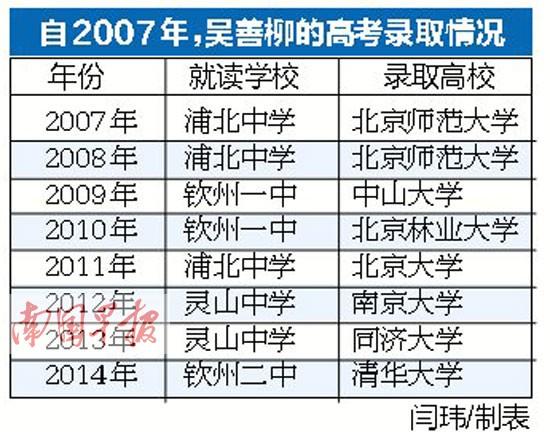 自2007年,吴善柳的高考录取情况
年份 就读学校 录取高校
2007年 浦北中学 北京师范大学
2008年 浦北中学 北京师范大学
2009年 钦州一中 中山大学
2010年 钦州一中 北京林业大学
2011年 浦北中学 北京大学
2012年 灵山中学 南京大学
2013年 灵山中学 同济大学
2014年 钦州二中 清华大学
南国早报
闫玮/制表